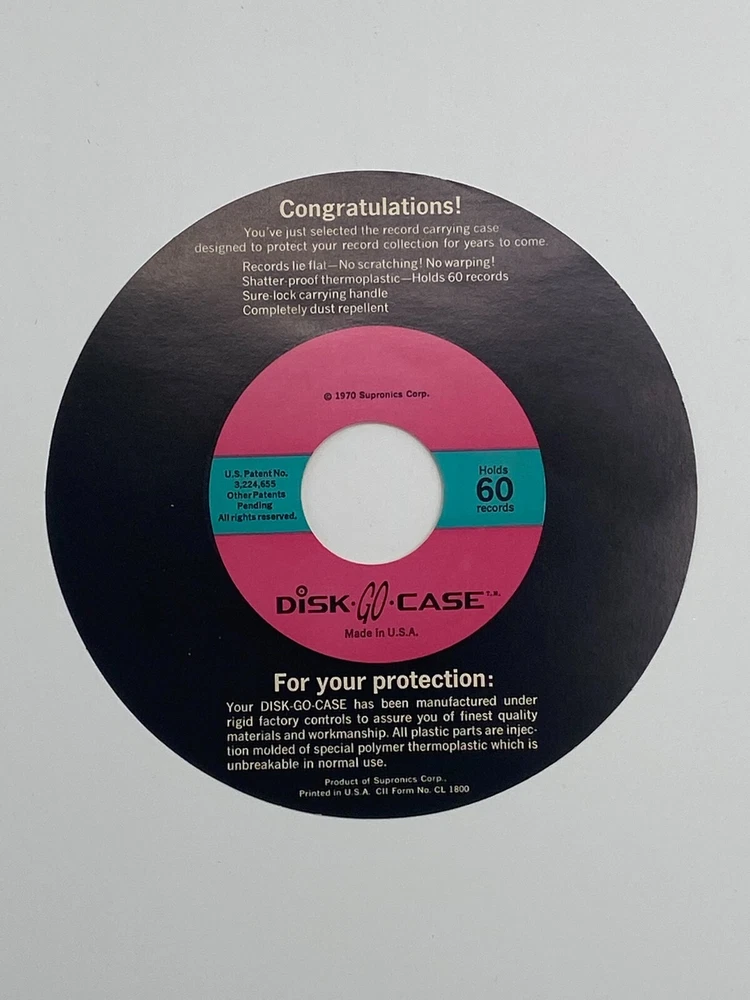 Congratulations!
You've just selected the record carrying case
designed to protect your record collection for years to come.
Records lie flat—No scratching! No warping!
Shatter-proof thermoplastic—Holds 60 records
Sure-lock carrying handle
Completely dust repellent
© 1970 Supronics Corp.
U.S. Patent No.
3,224,655
Other Patents
Pending
All rights reserved.
Holds
60
records
DiSK·GO·CASE T.M.
Made in U.S.A.
For your protection:
Your DISK-GO-CASE has been manufactured under
rigid factory controls to assure you of finest quality
materials and workmanship. All plastic parts are injec-
tion molded of special polymer thermoplastic which is
unbreakable in normal use.
Product of Supronics Corp.,
Printed in U.S.A. CII Form No. CL 1800